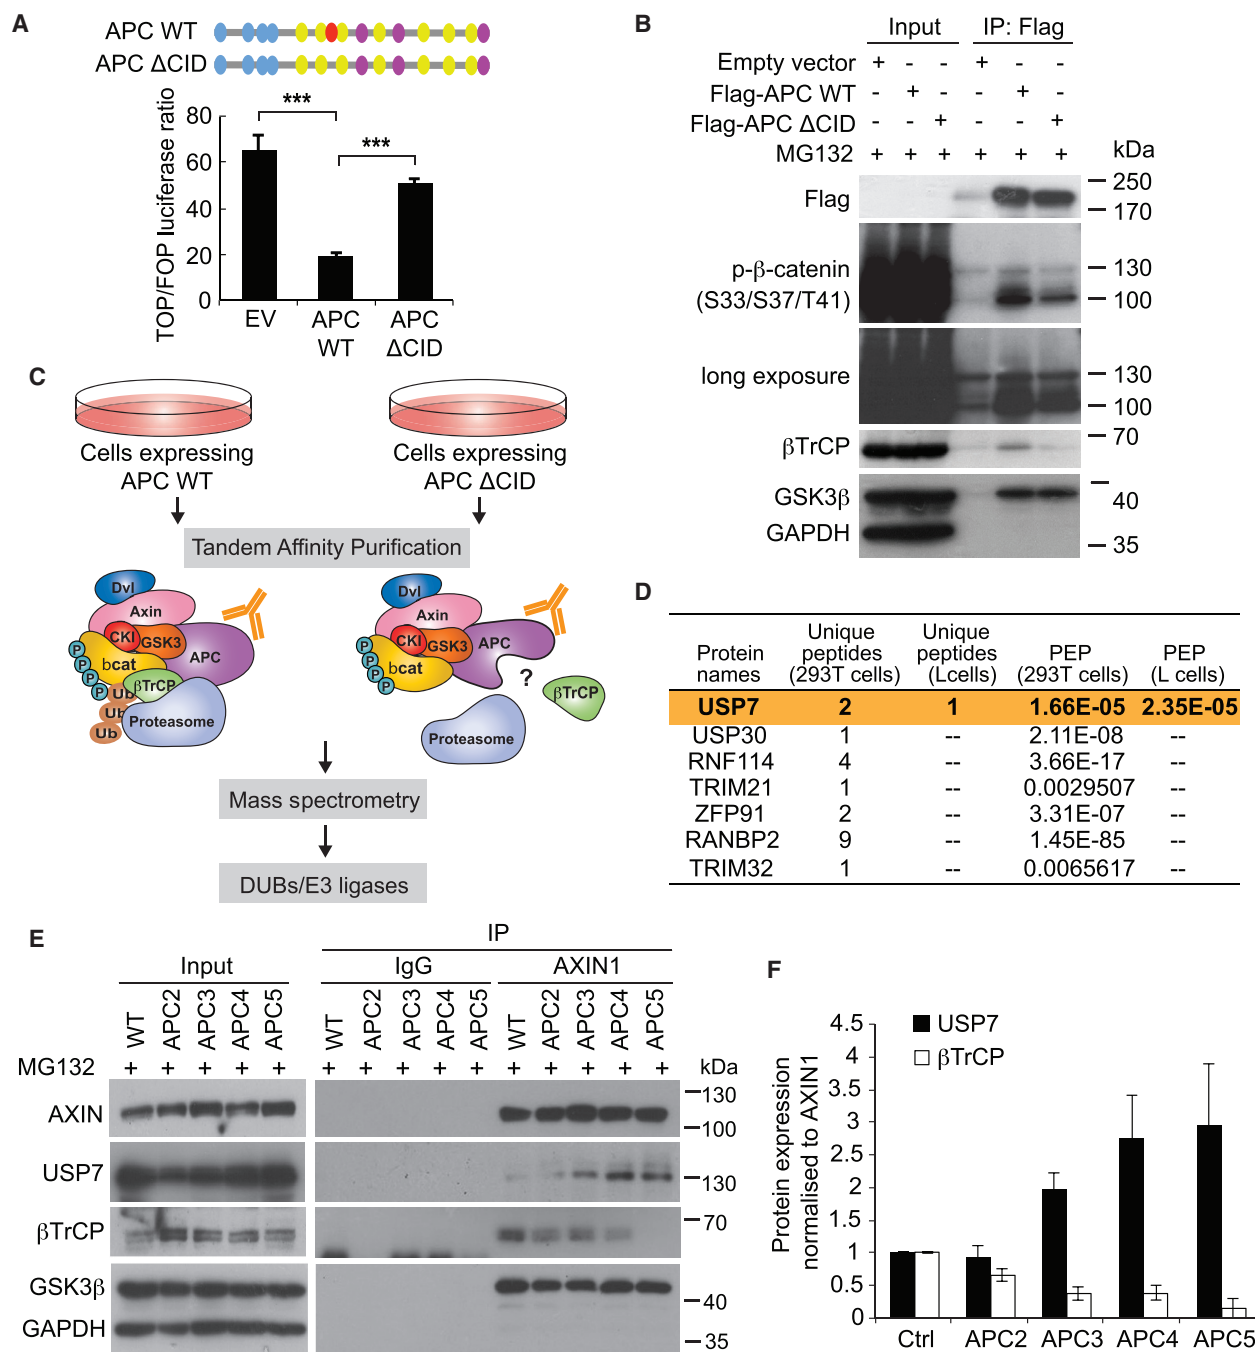 A
APC WT
APC ΔCID
TOP/FOP luciferase ratio
80
60
40
20
0
***
***
EV
APC WT
APC ΔCID
B
Input
IP: Flag
Empty vector + - - + - -
Flag-APC WT - + - - + -
Flag-APC ΔCID - - + - - +
MG132 + + + + + +
kDa
Flag
250
170
p-β-catenin
(S33/S37/T41)
130
100
long exposure
130
100
βTrCP
70
GSK3β
40
GAPDH
35
C
Cells expressing
APC WT
Cells expressing
APC ΔCID
Tandem Affinity Purification
Dvl
Axin
CKI
GSK3
APC
bcat
P
P
P
P
βTrCP
Ub
Ub
Ub
Proteasome
Dvl
Axin
CKI
GSK3
APC
bcat
P
P
P
P
?
βTrCP
Proteasome
Mass spectrometry
DUBs/E3 ligases
D
Protein names
Unique peptides (293T cells)
Unique peptides (Lcells)
PEP (293T cells)
PEP (L cells)
USP7 2 1 1.66E-05 2.35E-05
USP30 1 -- 2.11E-08 --
RNF114 4 -- 3.66E-17 --
TRIM21 1 -- 0.0029507 --
ZFP91 2 -- 3.31E-07 --
RANBP2 9 -- 1.45E-85 --
TRIM32 1 -- 0.0065617 --
E
IP
Input
IgG
AXIN1
WT APC2 APC3 APC4 APC5
WT APC2 APC3 APC4 APC5
WT APC2 APC3 APC4 APC5
MG132 + + + + + + + + + + + + + + +
kDa
AXIN
130
100
USP7
130
βTrCP
70
GSK3β
40
GAPDH
35
F
USP7
βTrCP
Protein expression
normalised to AXIN1
4.5
4
3.5
3
2.5
2
1.5
1
0.5
0
Ctrl
APC2
APC3
APC4
APC5